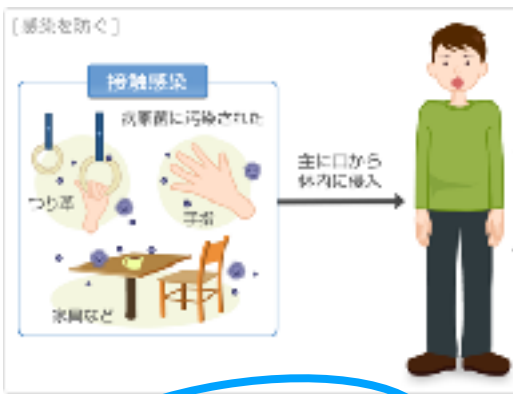 [感染を防ぐ]
接触感染
病原菌に汚染された
つり革
手指
家具など
主に口から
体内に侵入